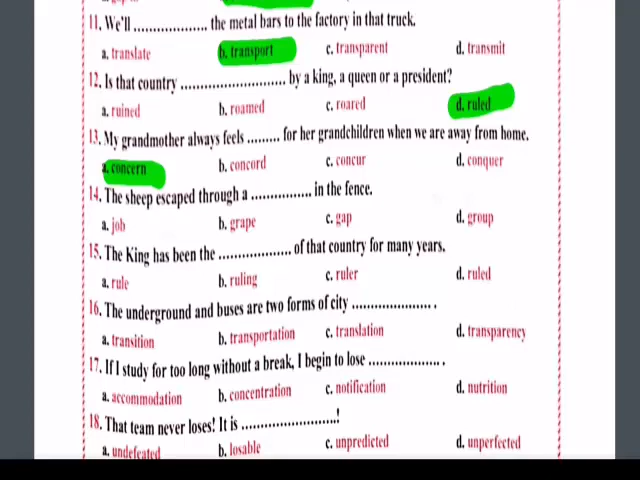 11. We'll .................... the metal bars to the factory in that truck.
a. translate b. transport c. transparent d. transmit
12. Is that country ............................ by a king, a queen or a president?
a. ruined b. roamed c. roared d. ruled
13. My grandmother always feels ......... for her grandchildren when we are away from home.
a. concern b. concord c. concur d. conquer
14. The sheep escaped through a ................ in the fence.
a. job b. grape c. gap d. group
15. The King has been the .................... of that country for many years.
a. rule b. ruling c. ruler d. ruled
16. The underground and buses are two forms of city ...................... .
a. transition b. transportation c. translation d. transparency
17. If I study for too long without a break, I begin to lose ................... .
a. accommodation b. concentration c. notification d. nutrition
18. That team never loses! It is ..........................!
a. undefeated b. losable c. unpredicted d. unperfected